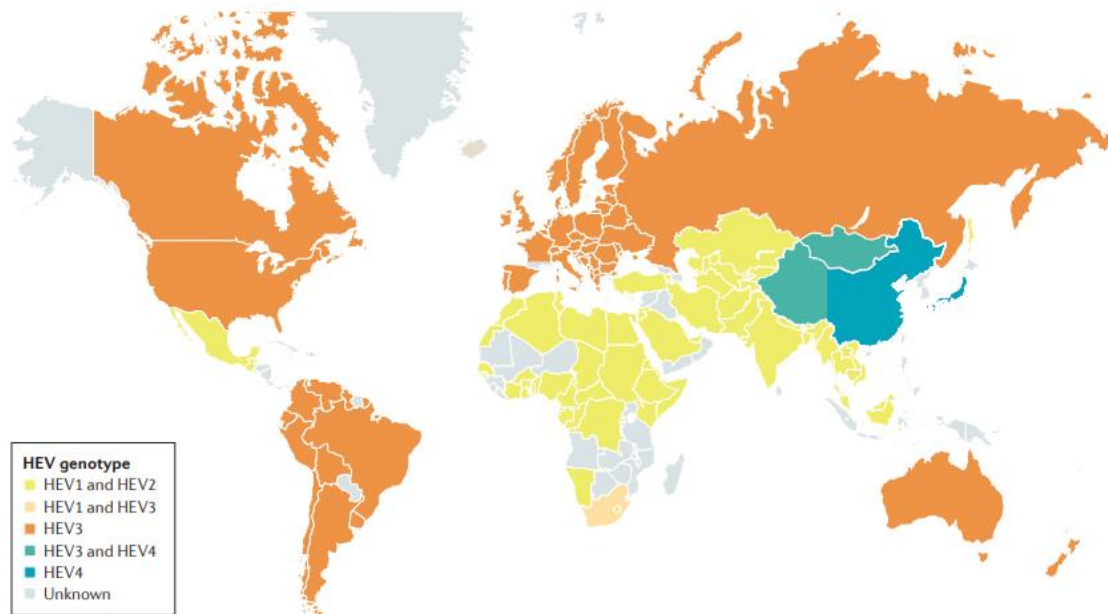 HEV genotype
HEV1 and HEV2
HEV1 and HEV3
HEV3
HEV3 and HEV4
HEV4
Unknown